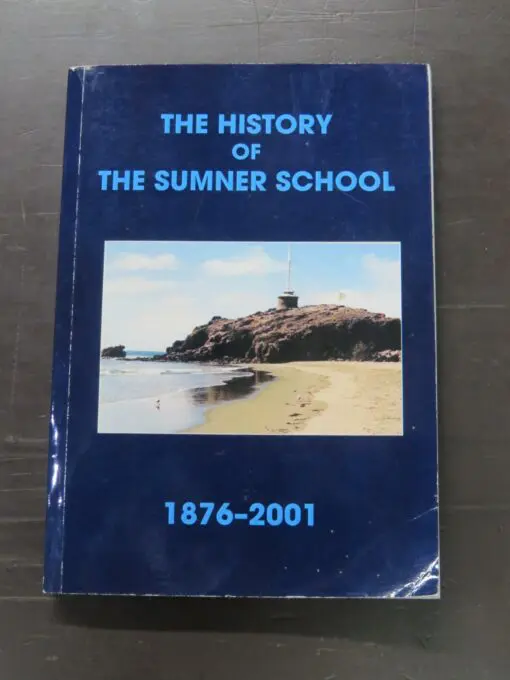 THE HISTORY
OF
THE SUMNER SCHOOL
1876-2001